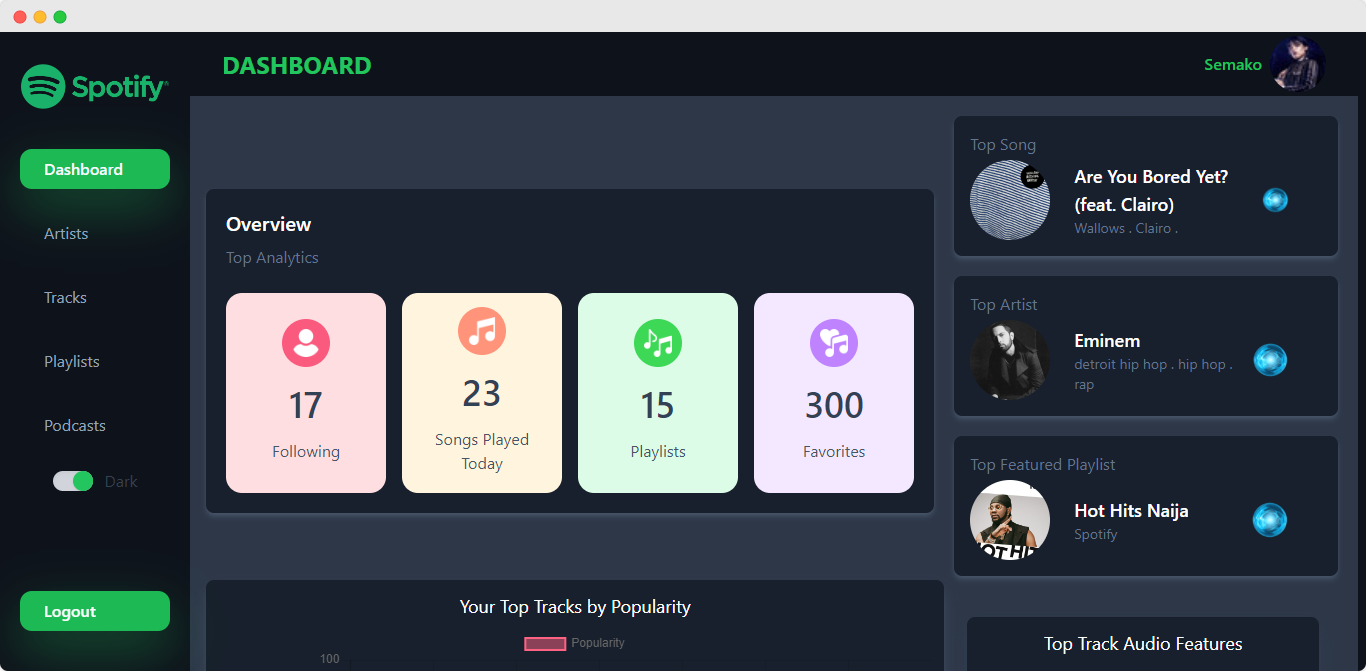 Spotify
Dashboard
Artists
Tracks
Playlists
Podcasts
Dark
Logout
DASHBOARD
Semako
Overview
Top Analytics
17
Following
23
Songs Played
Today
15
Playlists
300
Favorites
Your Top Tracks by Popularity
Popularity
100
Top Song
Are You Bored Yet?
(feat. Clairo)
Wallows . Clairo .
Top Artist
Eminem
detroit hip hop . hip hop .
rap
Top Featured Playlist
HOT HI
Hot Hits Naija
Spotify
Top Track Audio Features